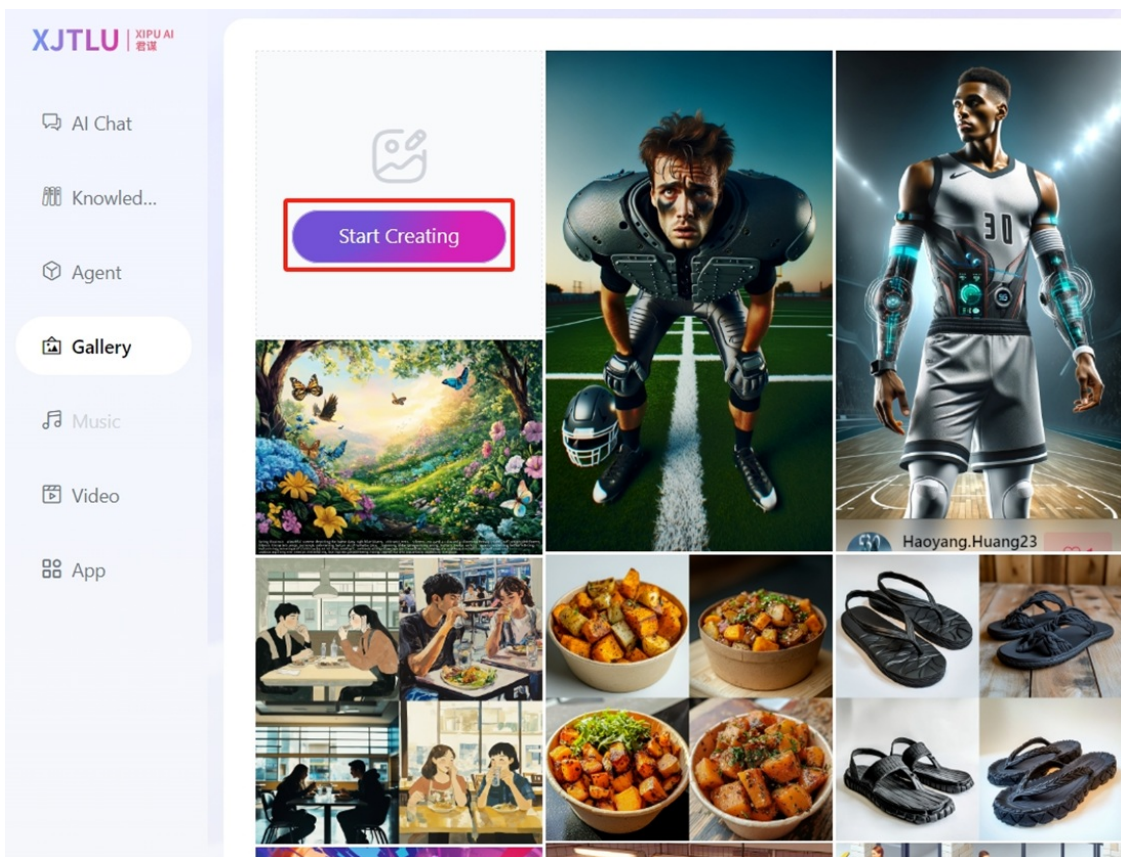 XJTLU
XIPU AI
君谋
AI Chat
Knowled...
Agent
Gallery
Music
Video
App
Start Creating
30
Haoyang.Huang23